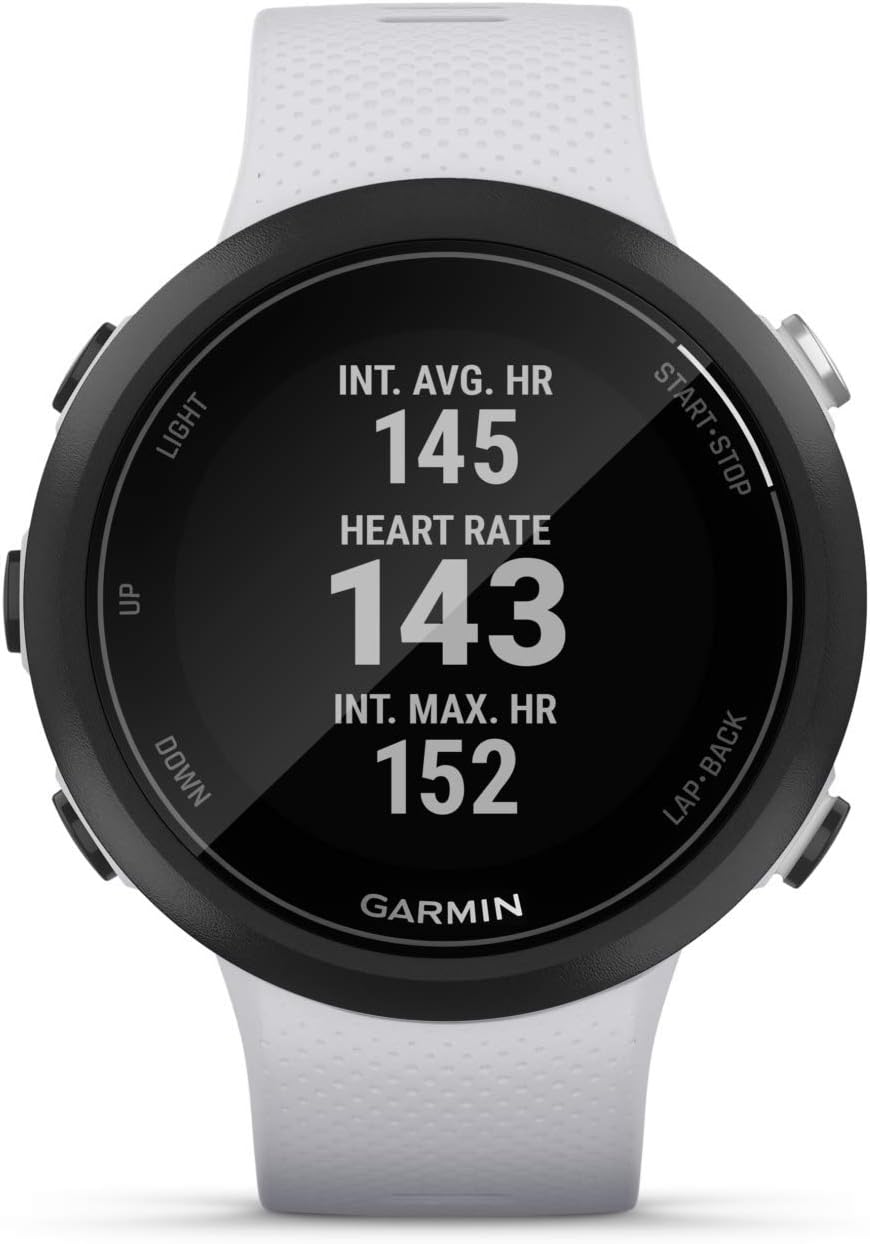 INT. AVG. HR
145
HEART RATE
143
INT. MAX. HR
152
LIGHT
UP
DOWN
START·STOP
LAP·BACK
GARMIN